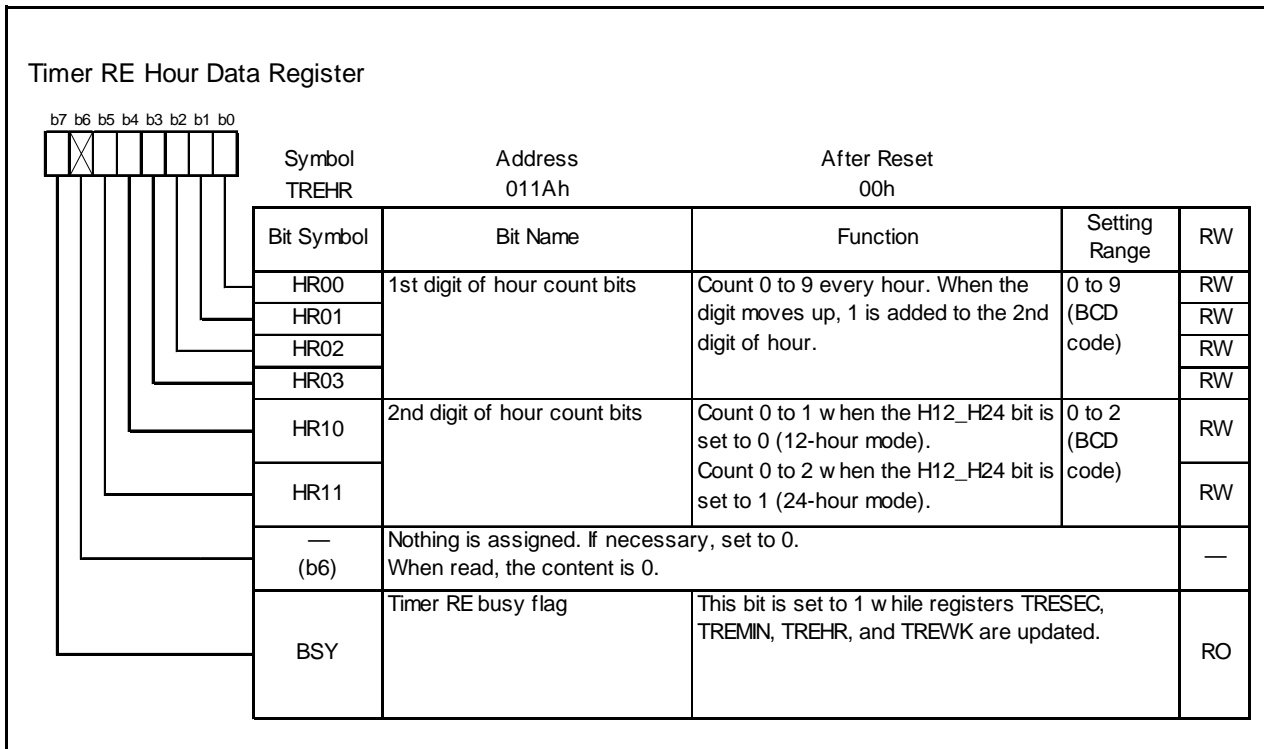 Timer RE Hour Data Register
b7 b6 b5 b4 b3 b2 b1 b0
Symbol Address After Reset
TREHR 011Ah 00h
Bit Symbol Bit Name Function Setting Range RW
HR00 1st digit of hour count bits Count 0 to 9 every hour. When the 0 to 9 RW
HR01 digit moves up, 1 is added to the 2nd (BCD RW
HR02 digit of hour. code) RW
HR03 RW
HR10 2nd digit of hour count bits Count 0 to 1 w hen the H12_H24 bit is 0 to 2 RW
set to 0 (12-hour mode). (BCD
HR11 Count 0 to 2 w hen the H12_H24 bit is code) RW
set to 1 (24-hour mode).
— Nothing is assigned. If necessary, set to 0. —
(b6) When read, the content is 0.
BSY Timer RE busy flag This bit is set to 1 w hile registers TRESEC, RO
TREMIN, TREHR, and TREWK are updated.